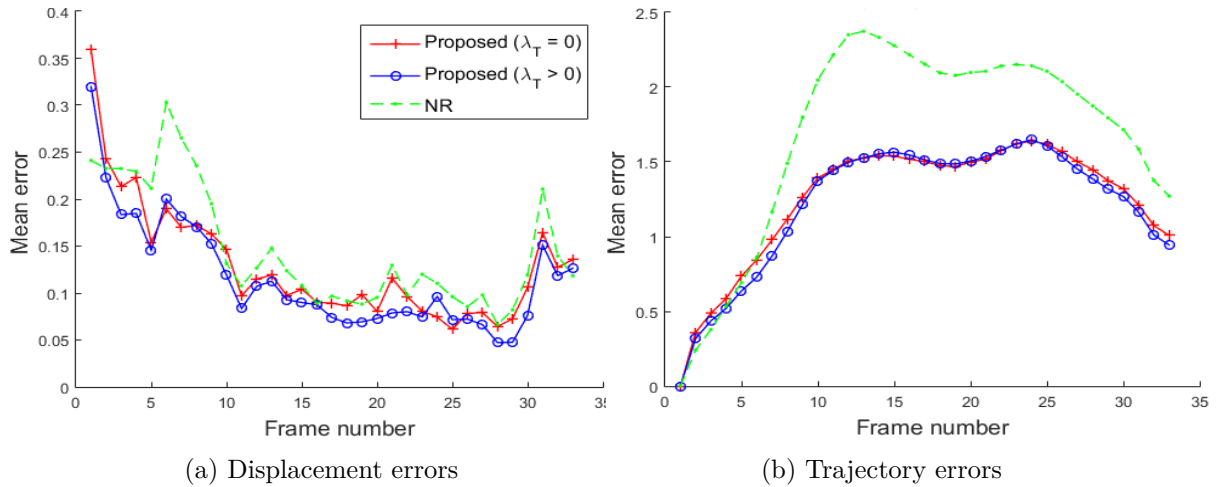 0.4
0.35
0.3
0.25
0.2
0.15
0.1
0.05
0
Mean error
Proposed (λT = 0)
Proposed (λT > 0)
NR
0 5 10 15 20 25 30 35
Frame number
(a) Displacement errors
2.5
2
1.5
1
0.5
0
Mean error
0 5 10 15 20 25 30 35
Frame number
(b) Trajectory errors